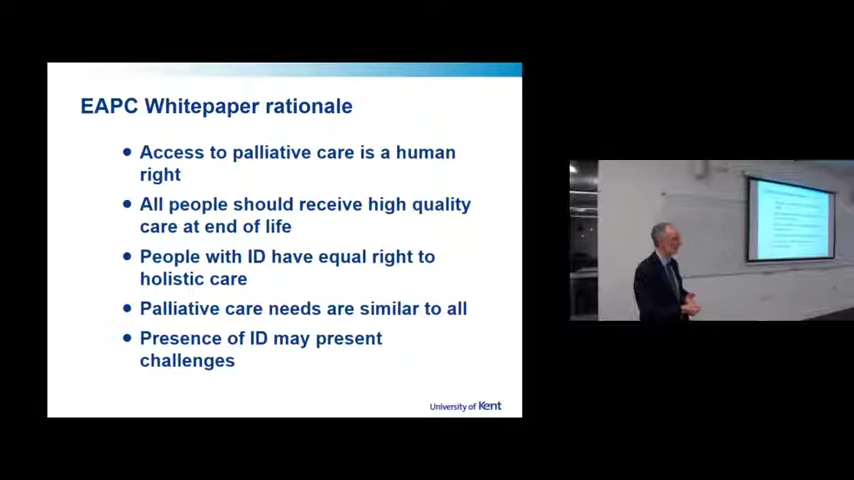 EAPC Whitepaper rationale
• Access to palliative care is a human
right
• All people should receive high quality
care at end of life
• People with ID have equal right to
holistic care
• Palliative care needs are similar to all
• Presence of ID may present
challenges
University of Kent